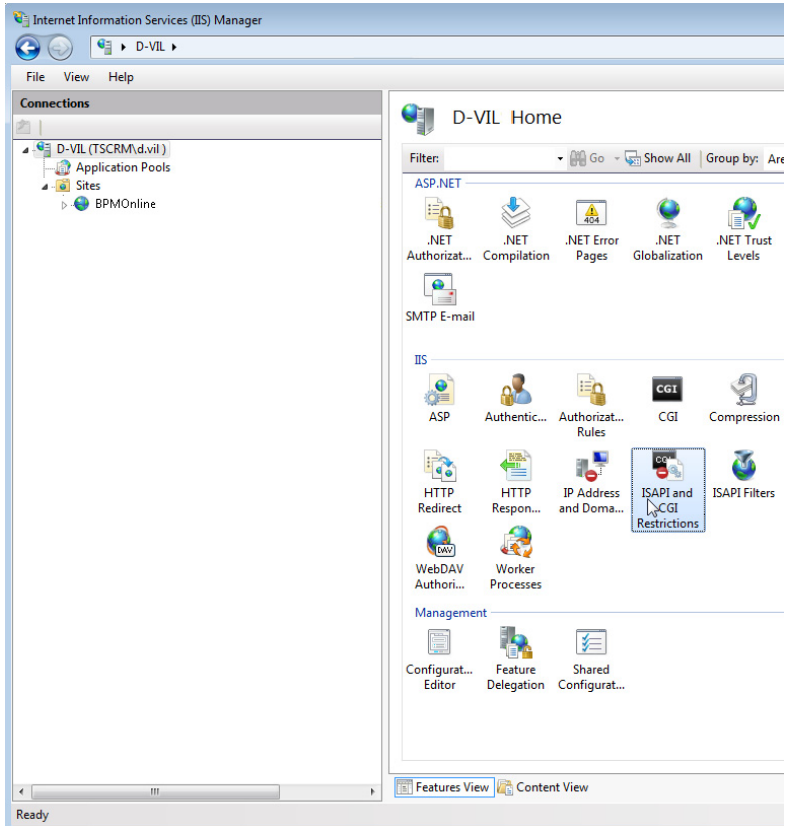 Internet Information Services (IIS) Manager
D-VIL
File View Help
Connections
D-VIL (TSCRM\d.vil )
Application Pools
Sites
BPMOnline
D-VIL Home
Filter: Go Show All Group by: Are
ASP.NET
.NET .NET .NET Error .NET .NET Trust
Authorizat... Compilation Pages Globalization Levels
404
SMTP E-mail
IIS
CGI
ASP Authentic... Authorizat... CGI Compression
Rules
HTTP HTTP IP Address ISAPI and ISAPI Filters
Redirect Respon... and Doma... CGI
Restrictions
DAV
WebDAV Worker
Authori... Processes
Management
Configurat... Feature Shared
Editor Delegation Configurat...
Features View Content View
Ready